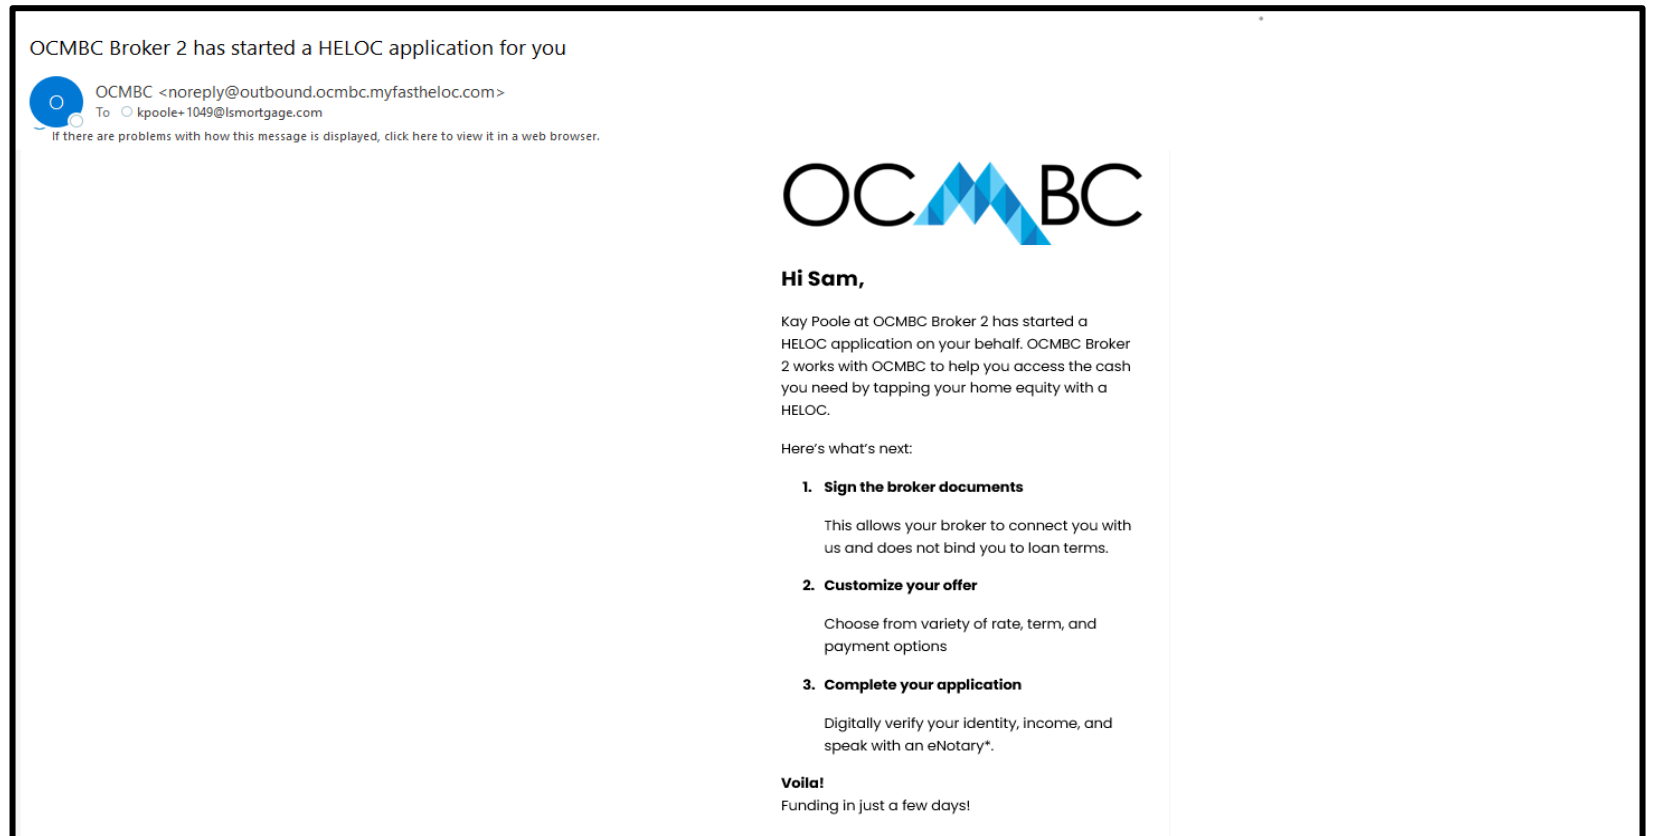 OCMBC Broker 2 has started a HELOC application for you
O
OCMBC <noreply@outbound.ocmbc.myfastheloc.com>
To kpoole+1049@lsmortgage.com
If there are problems with how this message is displayed, click here to view it in a web browser.
OCMBC
Hi Sam,
Kay Poole at OCMBC Broker 2 has started a
HELOC application on your behalf. OCMBC Broker
2 works with OCMBC to help you access the cash
you need by tapping your home equity with a
HELOC.
Here's what's next:
1. Sign the broker documents
This allows your broker to connect you with
us and does not bind you to loan terms.
2. Customize your offer
Choose from variety of rate, term, and
payment options
3. Complete your application
Digitally verify your identity, income, and
speak with an eNotary*.
Voila!
Funding in just a few days!